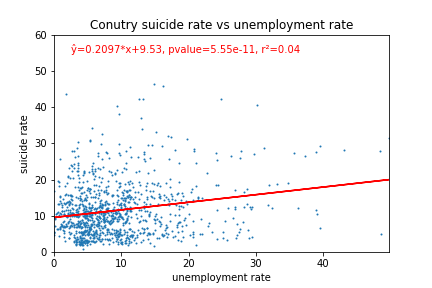 Conutry suicide rate vs unemployment rate
ŷ=0.2097*x+9.53, pvalue=5.55e-11, r²=0.04
60
50
40
30
20
10
0
suicide rate
0 10 20 30 40
unemployment rate